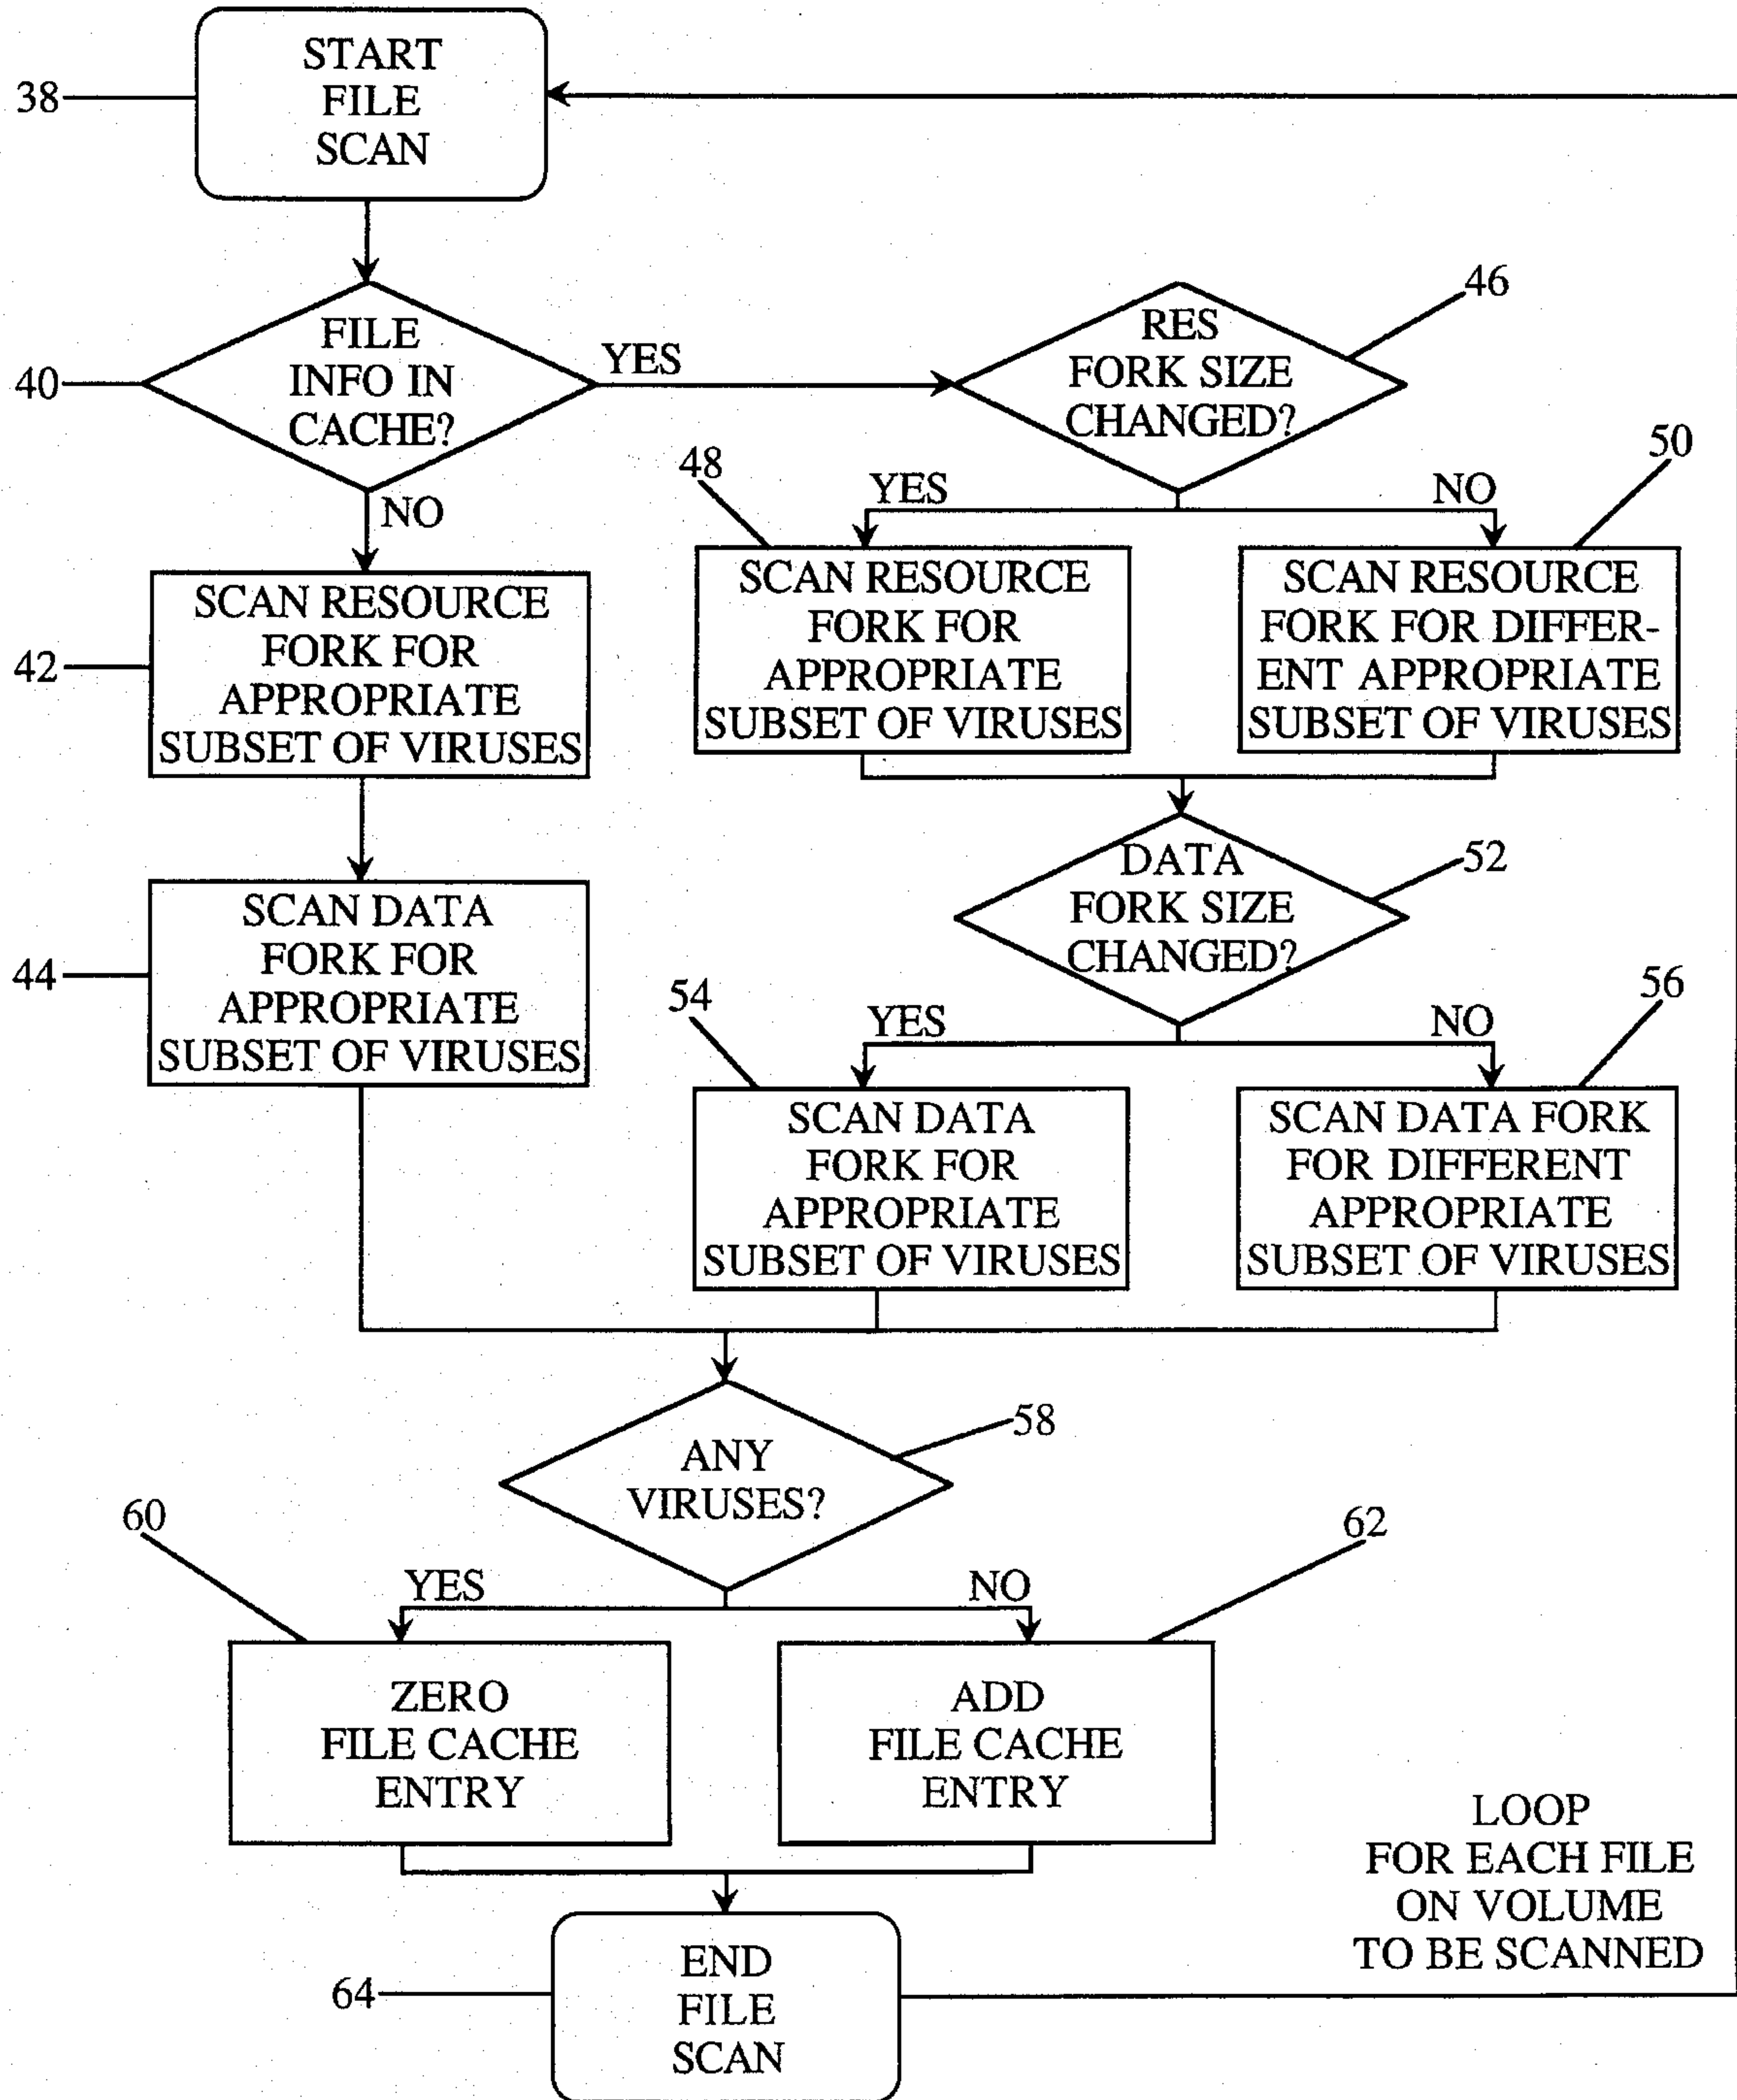 START
FILE
SCAN
38
FILE
INFO IN
CACHE?
40
YES
NO
RES
FORK SIZE
CHANGED?
46
48
YES
NO
50
SCAN RESOURCE
FORK FOR
APPROPRIATE
SUBSET OF VIRUSES
42
SCAN RESOURCE
FORK FOR
APPROPRIATE
SUBSET OF VIRUSES
SCAN RESOURCE
FORK FOR DIFFER-
ENT APPROPRIATE
SUBSET OF VIRUSES
SCAN DATA
FORK FOR
APPROPRIATE
SUBSET OF VIRUSES
44
DATA
FORK SIZE
CHANGED?
52
54
YES
NO
56
SCAN DATA
FORK FOR
APPROPRIATE
SUBSET OF VIRUSES
SCAN DATA FORK
FOR DIFFERENT
APPROPRIATE
SUBSET OF VIRUSES
ANY
VIRUSES?
58
60
YES
NO
62
ZERO
FILE CACHE
ENTRY
ADD
FILE CACHE
ENTRY
LOOP
FOR EACH FILE
ON VOLUME
TO BE SCANNED
END
FILE
SCAN
64